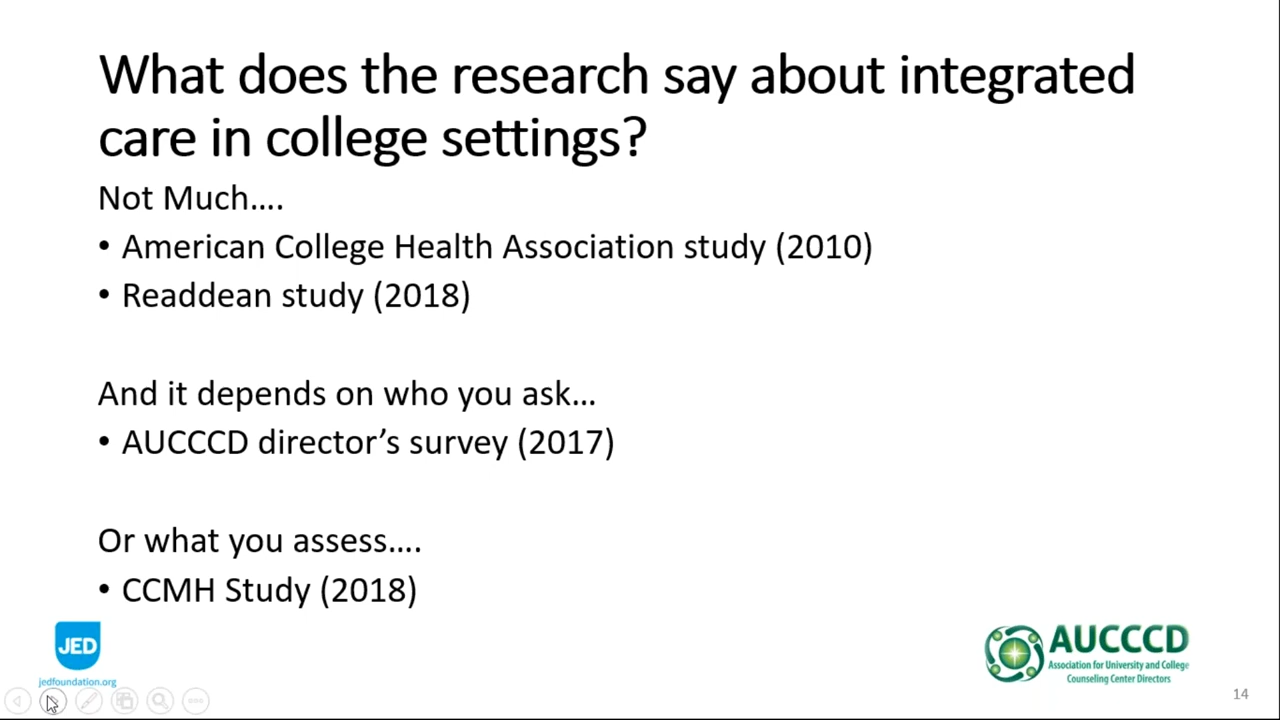 What does the research say about integrated
care in college settings?
Not Much….
• American College Health Association study (2010)
• Readdean study (2018)
And it depends on who you ask…
• AUCCCD director’s survey (2017)
Or what you assess….
• CCMH Study (2018)
JED
jedfoundation.org
AUCCCD
Association for University and College
Counseling Center Directors
14